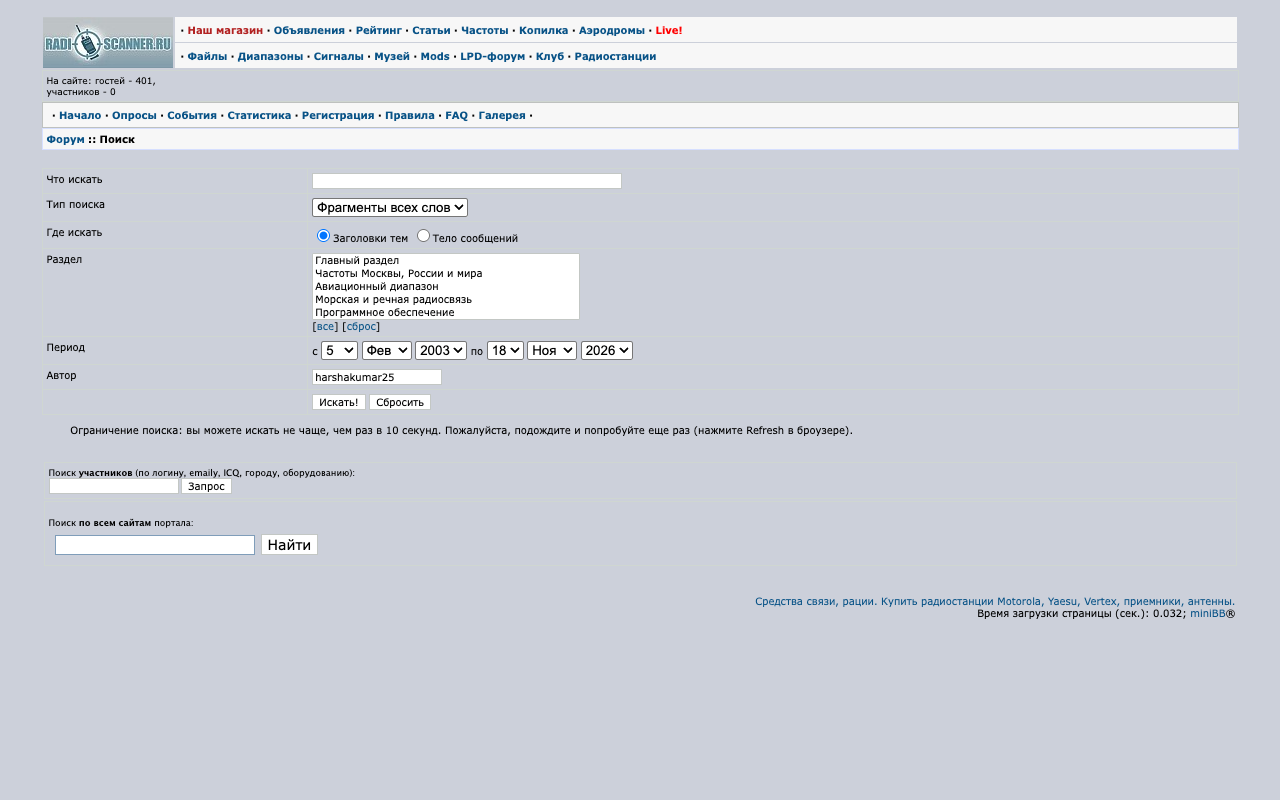 RADI SCANNER.RU
· Наш магазин · Объявления · Рейтинг · Статьи · Частоты · Копилка · Аэродромы · Live!
· Файлы · Диапазоны · Сигналы · Музей · Mods · LPD-форум · Клуб · Радиостанции
На сайте: гостей - 401,
участников - 0
· Начало · Опросы · События · Статистика · Регистрация · Правила · FAQ · Галерея ·
Форум :: Поиск
Что искать
Тип поиска Фрагменты всех слов
Где искать Заголовки тем Тело сообщений
Раздел Главный раздел
Частоты Москвы, России и мира
Авиационный диапазон
Морская и речная радиосвязь
Программное обеспечение
[все] [сброс]
Период с 5 Фев 2003 по 18 Ноя 2026
Автор harshakumar25
Искать! Сбросить
Ограничение поиска: вы можете искать не чаще, чем раз в 10 секунд. Пожалуйста, подождите и попробуйте еще раз (нажмите Refresh в броузере).
Поиск участников (по логину, emailу, ICQ, городу, оборудованию):
Запрос
Поиск по всем сайтам портала:
Найти
Средства связи, рации. Купить радиостанции Motorola, Yaesu, Vertex, приемники, антенны.
Время загрузки страницы (сек.): 0.032; miniBB®